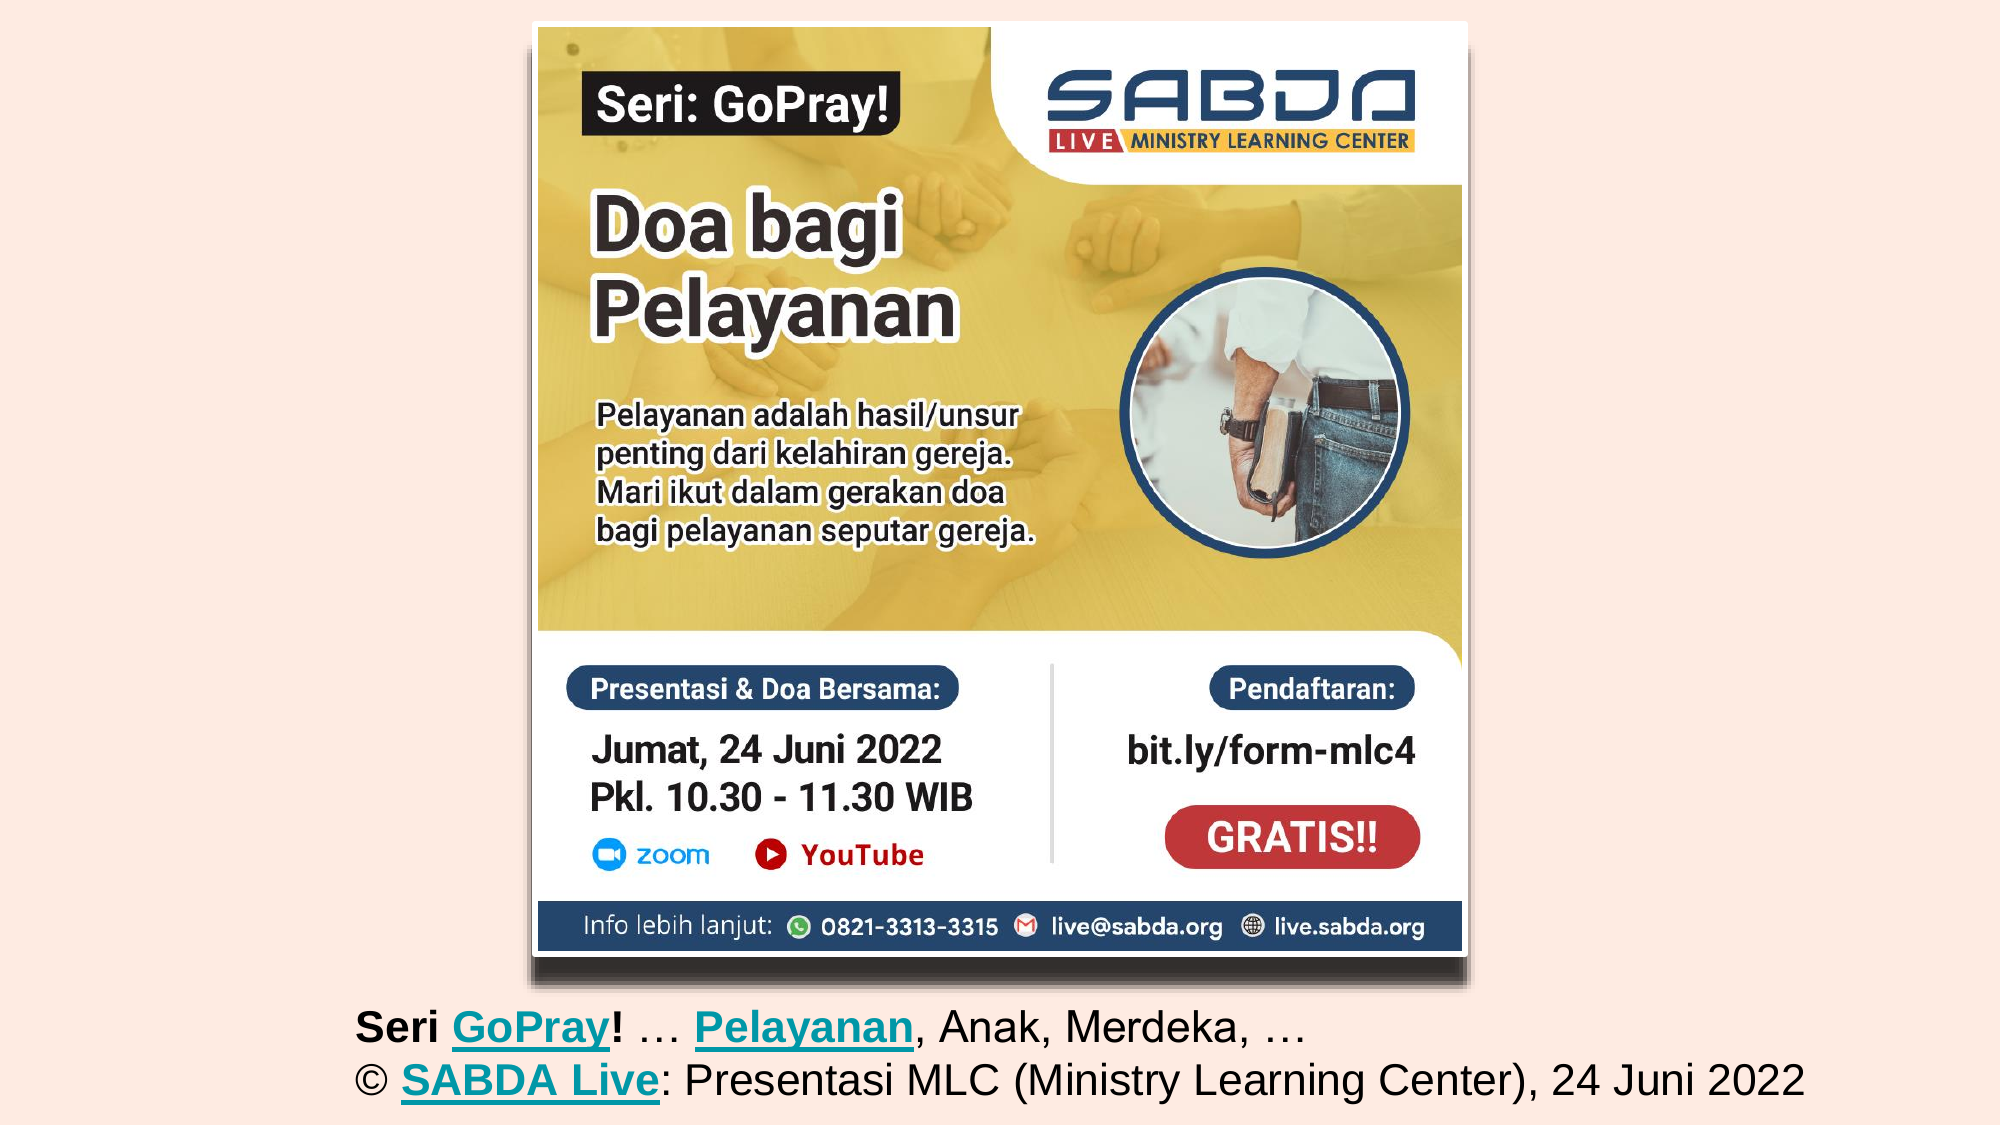 Seri: GoPray!
SABDA
LIVE MINISTRY LEARNING CENTER
Doa bagi
Pelayanan
Pelayanan adalah hasil/unsur
penting dari kelahiran gereja.
Mari ikut dalam gerakan doa
bagi pelayanan seputar gereja.
Presentasi & Doa Bersama:
Jumat, 24 Juni 2022
Pkl. 10.30 - 11.30 WIB
zoom YouTube
Pendaftaran:
bit.ly/form-mlc4
GRATIS!!
Info lebih lanjut: 0821-3313-3315 live@sabda.org live.sabda.org
Seri GoPray! … Pelayanan, Anak, Merdeka, …
© SABDA Live: Presentasi MLC (Ministry Learning Center), 24 Juni 2022